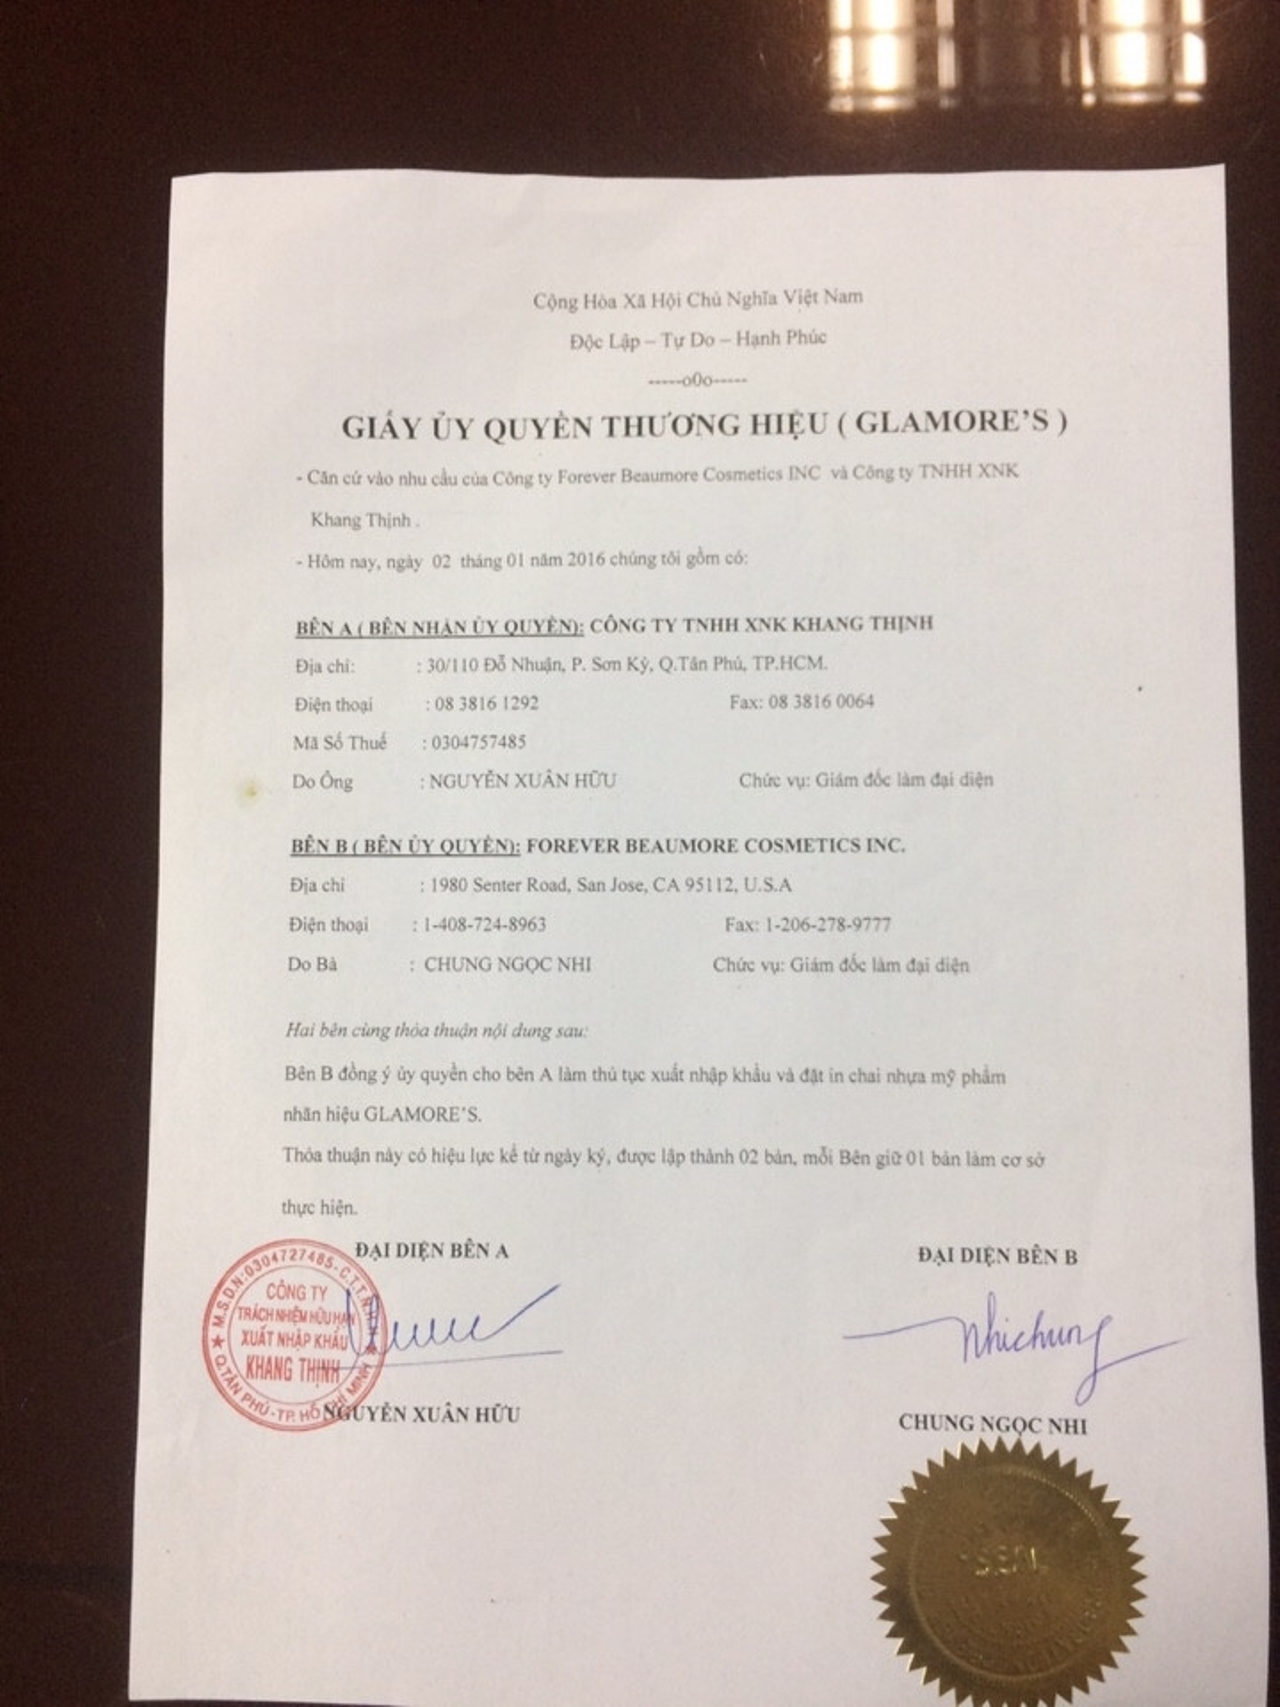 Cộng Hòa Xã Hội Chủ Nghĩa Việt Nam
Độc Lập – Tự Do – Hạnh Phúc
-----o0o-----
GIẤY ỦY QUYỀN THƯƠNG HIỆU ( GLAMORE'S )
- Căn cứ vào nhu cầu của Công ty Forever Beaumore Cosmetics INC và Công ty TNHH XNK
Khang Thịnh .
- Hôm nay, ngày 02 tháng 01 năm 2016 chúng tôi gồm có:
BÊN A ( BÊN NHẬN ỦY QUYỀN): CÔNG TY TNHH XNK KHANG THỊNH
Địa chỉ: : 30/110 Đỗ Nhuận, P. Sơn Kỳ, Q.Tân Phú, TP.HCM.
Điện thoại : 08 3816 1292 Fax: 08 3816 0064
Mã Số Thuế : 0304757485
Do Ông : NGUYỄN XUÂN HỮU Chức vụ: Giám đốc làm đại diện
BÊN B ( BÊN ỦY QUYỀN): FOREVER BEAUMORE COSMETICS INC.
Địa chỉ : 1980 Senter Road, San Jose, CA 95112, U.S.A
Điện thoại : 1-408-724-8963 Fax: 1-206-278-9777
Do Bà : CHUNG NGỌC NHI Chức vụ: Giám đốc làm đại diện
Hai bên cùng thỏa thuận nội dung sau:
Bên B đồng ý ủy quyền cho bên A làm thủ tục xuất nhập khẩu và đặt in chai nhựa mỹ phẩm
nhãn hiệu GLAMORE'S.
Thỏa thuận này có hiệu lực kể từ ngày ký, được lập thành 02 bản, mỗi Bên giữ 01 bản làm cơ sở
thực hiện.
ĐẠI DIỆN BÊN A ĐẠI DIỆN BÊN B
M.S.D.N:0304727485-C.T.T.N.H.H
CÔNG TY
TRÁCH NHIỆM HỮU HẠN
XUẤT NHẬP KHẨU
KHANG THỊNH
Q.TÂN PHÚ-TP.HỒ CHÍ MINH
Nhichung
NGUYỄN XUÂN HỮU CHUNG NGỌC NHI
SEAL